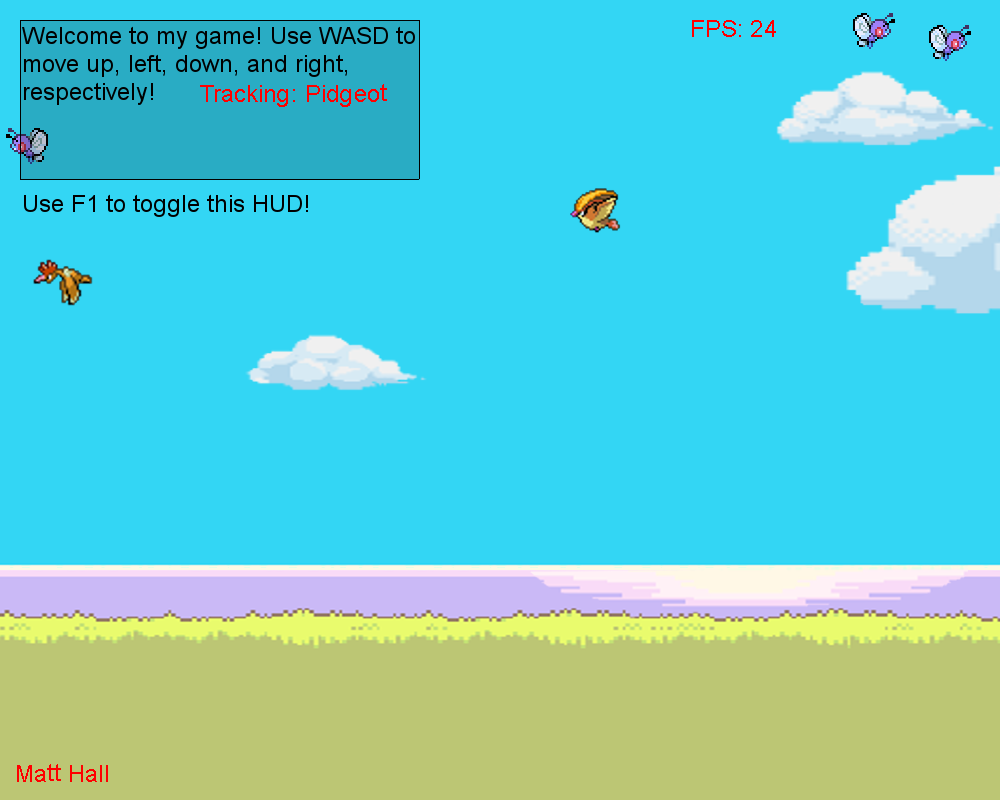 Welcome to my game! Use WASD to
move up, left, down, and right,
respectively!
Tracking: Pidgeot
Use F1 to toggle this HUD!
FPS: 24
Matt Hall